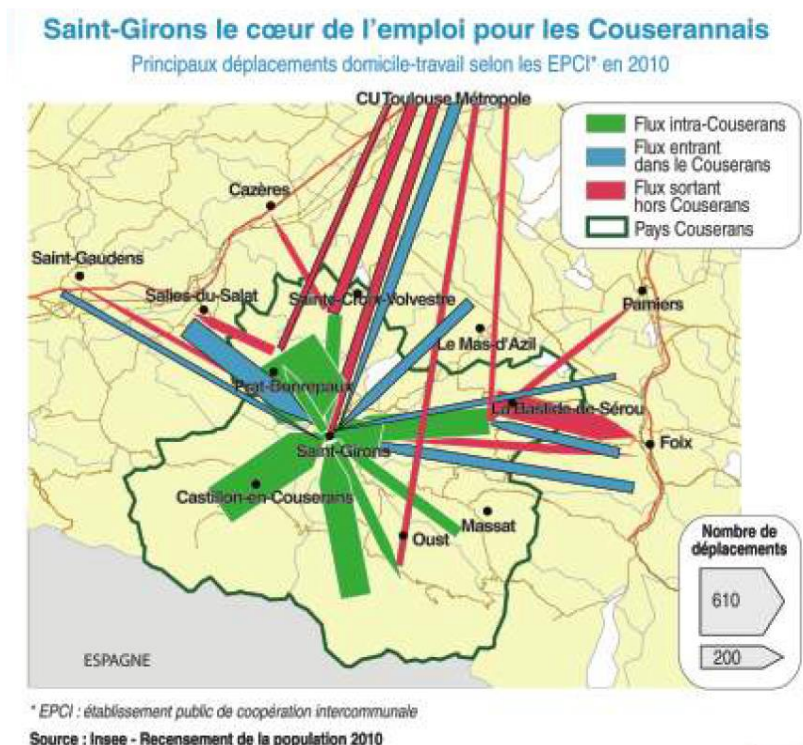 Saint-Girons le cœur de l'emploi pour les Couserannais
Principaux déplacements domicile-travail selon les EPCI* en 2010
CU Toulouse Métropole
Flux intra-Couserans
Flux entrant
dans le Couserans
Flux sortant
hors Couserans
Pays Couserans
Cazères
Saint-Gaudens
Salies-du-Salat
Sainte-Croix-Volvestre
Pamiers
Le Mas-d'Azil
Prat-Bonrepaux
La Bastide-de-Sérou
Saint-Girons
Foix
Castillon-en-Couserans
Massat
Oust
Nombre de
déplacements
610
200
ESPAGNE
* EPCI : établissement public de coopération intercommunale
Source : Insee - Recensement de la population 2010